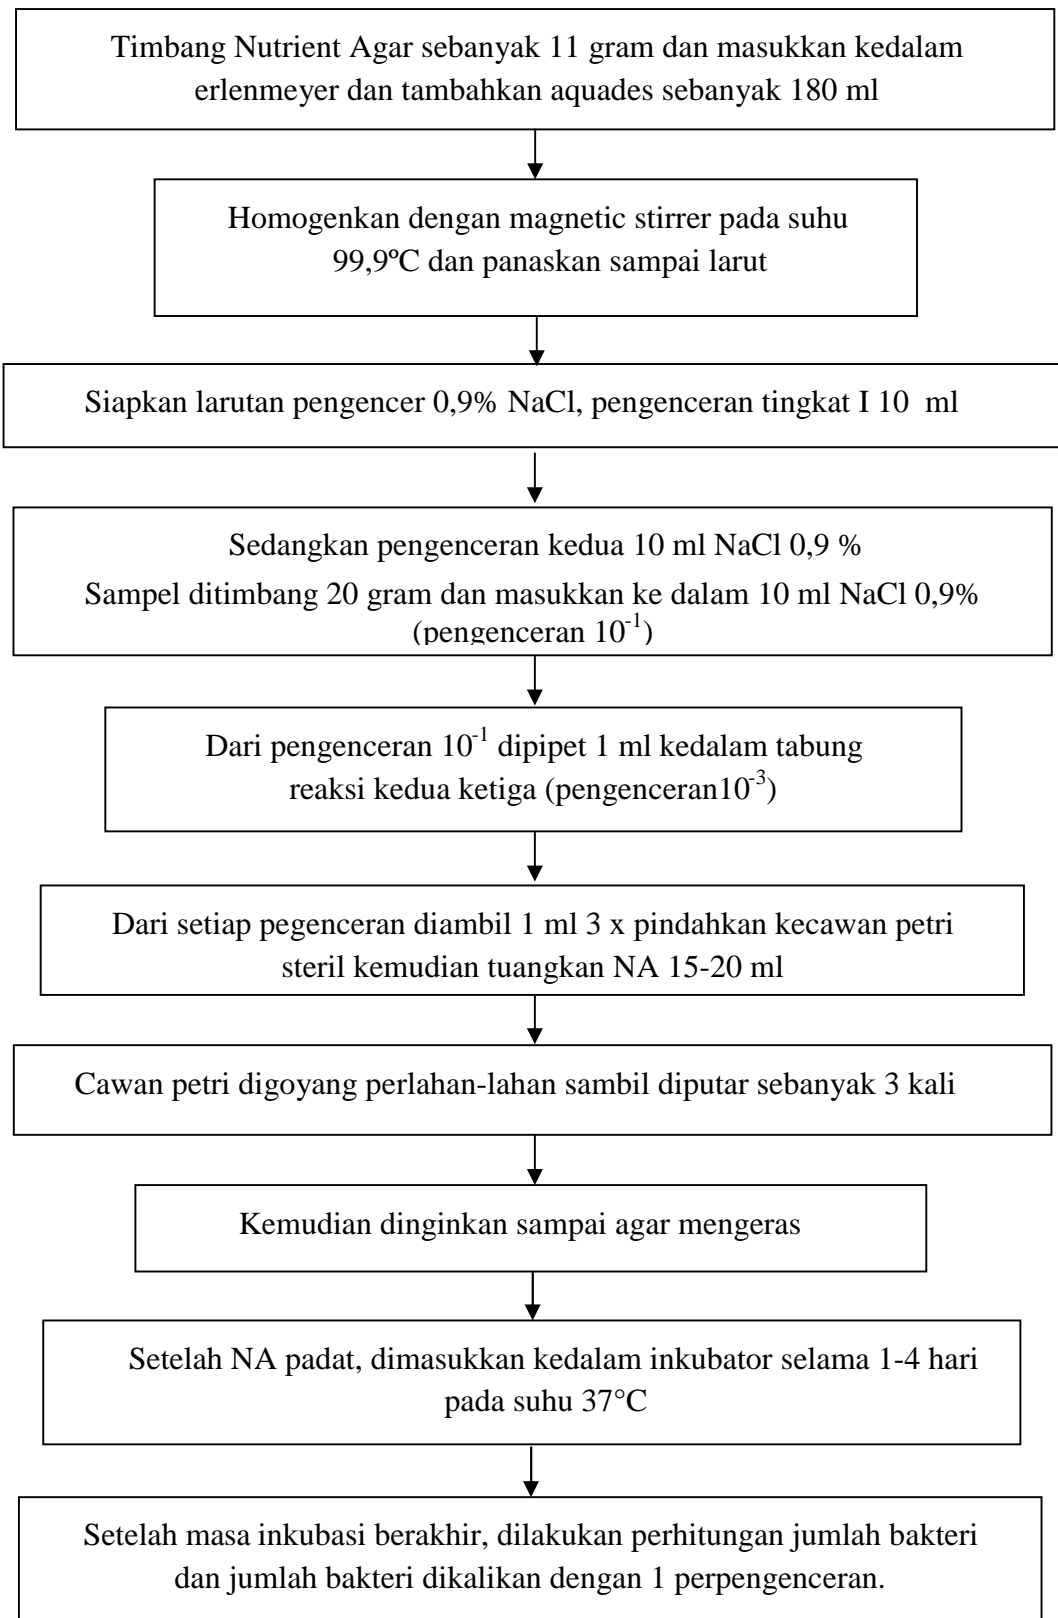 Timbang Nutrient Agar sebanyak 11 gram dan masukkan kedalam
erlenmeyer dan tambahkan aquades sebanyak 180 ml
Homogenkan dengan magnetic stirrer pada suhu
99,9ºC dan panaskan sampai larut
Siapkan larutan pengencer 0,9% NaCl, pengenceran tingkat I 10 ml
Sedangkan pengenceran kedua 10 ml NaCl 0,9 %
Sampel ditimbang 20 gram dan masukkan ke dalam 10 ml NaCl 0,9%
(pengenceran 10⁻¹)
Dari pengenceran 10⁻¹ dipipet 1 ml kedalam tabung
reaksi kedua ketiga (pengenceran10⁻³)
Dari setiap pegenceran diambil 1 ml 3 x pindahkan kecawan petri
steril kemudian tuangkan NA 15-20 ml
Cawan petri digoyang perlahan-lahan sambil diputar sebanyak 3 kali
Kemudian dinginkan sampai agar mengeras
Setelah NA padat, dimasukkan kedalam inkubator selama 1-4 hari
pada suhu 37°C
Setelah masa inkubasi berakhir, dilakukan perhitungan jumlah bakteri
dan jumlah bakteri dikalikan dengan 1 perpengenceran.